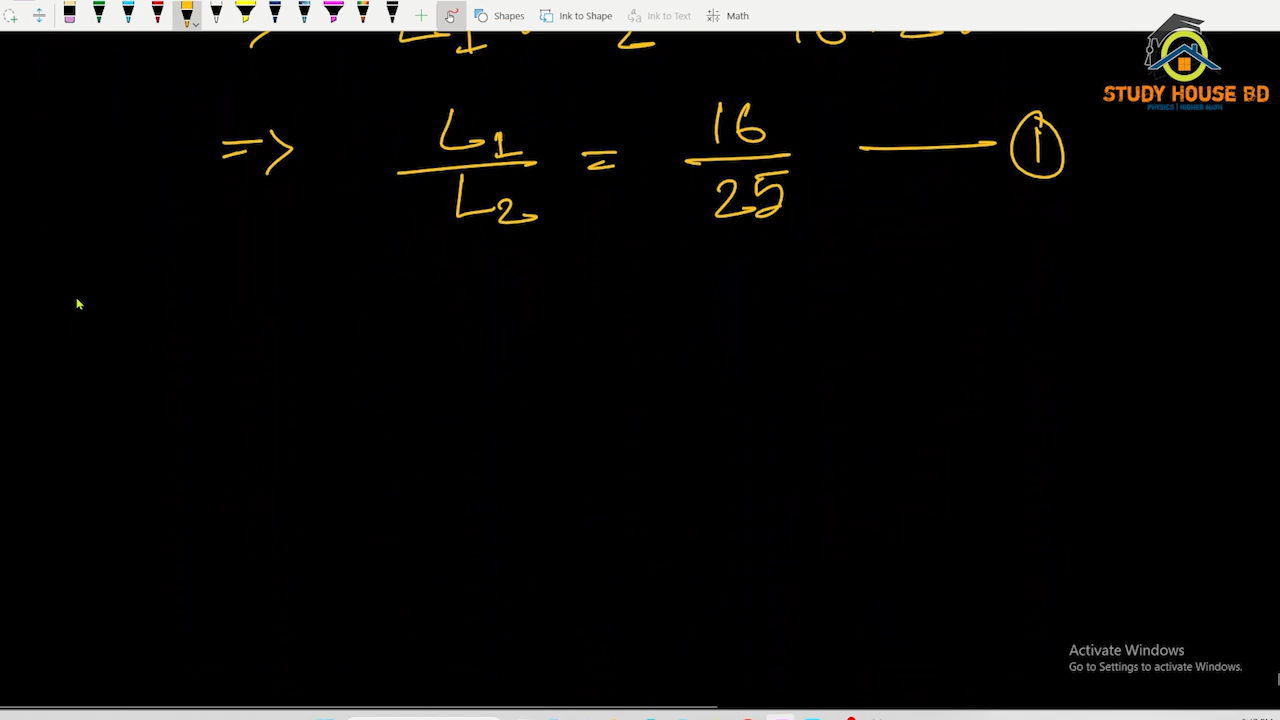 Shapes Ink to Shape Ink to Text Math
STUDY HOUSE BD
PHYSICS | HIGHER MATH
=> L1/L2 = 16/25 —— ①
Activate Windows
Go to Settings to activate Windows.